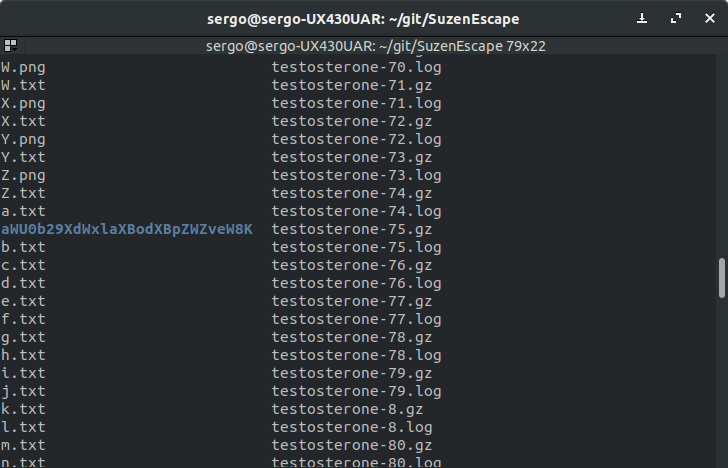 sergo@sergo-UX430UAR: ~/git/SuzenEscape
sergo@sergo-UX430UAR: ~/git/SuzenEscape 79x22
W.png testosterone-70.log
W.txt testosterone-71.gz
X.png testosterone-71.log
X.txt testosterone-72.gz
Y.png testosterone-72.log
Y.txt testosterone-73.gz
Z.png testosterone-73.log
Z.txt testosterone-74.gz
a.txt testosterone-74.log
aWU0b29XdWxlaXBodXBpZWZveW8K testosterone-75.gz
b.txt testosterone-75.log
c.txt testosterone-76.gz
d.txt testosterone-76.log
e.txt testosterone-77.gz
f.txt testosterone-77.log
g.txt testosterone-78.gz
h.txt testosterone-78.log
i.txt testosterone-79.gz
j.txt testosterone-79.log
k.txt testosterone-8.gz
l.txt testosterone-8.log
m.txt testosterone-80.gz
n.txt testosterone-80.log